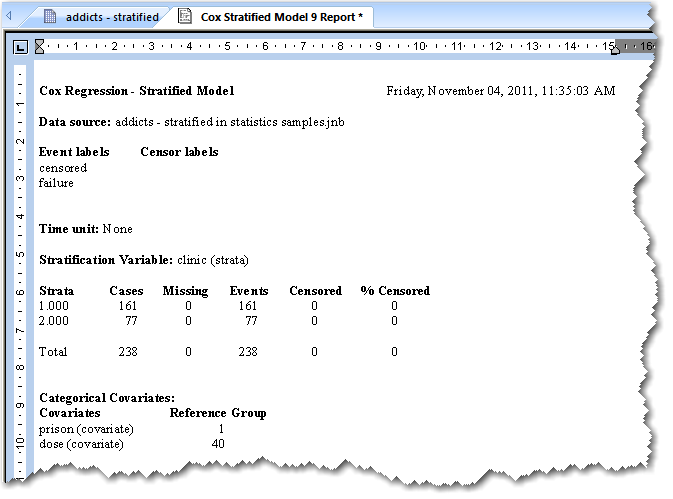 addicts - stratified
Cox Stratified Model 9 Report *
1 2 3 4 5 6 7 8 9 10 11 12 13 14 15 16
Cox Regression - Stratified Model Friday, November 04, 2011, 11:35:03 AM
Data source: addicts - stratified in statistics samples.jnb
Event labels Censor labels
censored
failure
Time unit: None
Stratification Variable: clinic (strata)
Strata Cases Missing Events Censored % Censored
1.000 161 0 161 0 0
2.000 77 0 77 0 0
Total 238 0 238 0 0
Categorical Covariates:
Covariates Reference Group
prison (covariate) 1
dose (covariate) 40
1
2
3
4
5
6
7
8
9
10